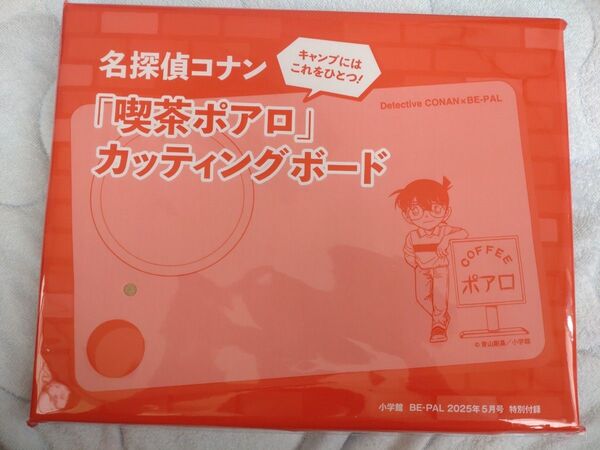 キャンプには
これをひとつ!
名探偵コナン
「喫茶ポアロ」
カッティングボード
Detective CONAN×BE-PAL
COFFEE
ポアロ
© 青山剛昌/小学館
小学館 BE-PAL 2025年5月号 特別付録